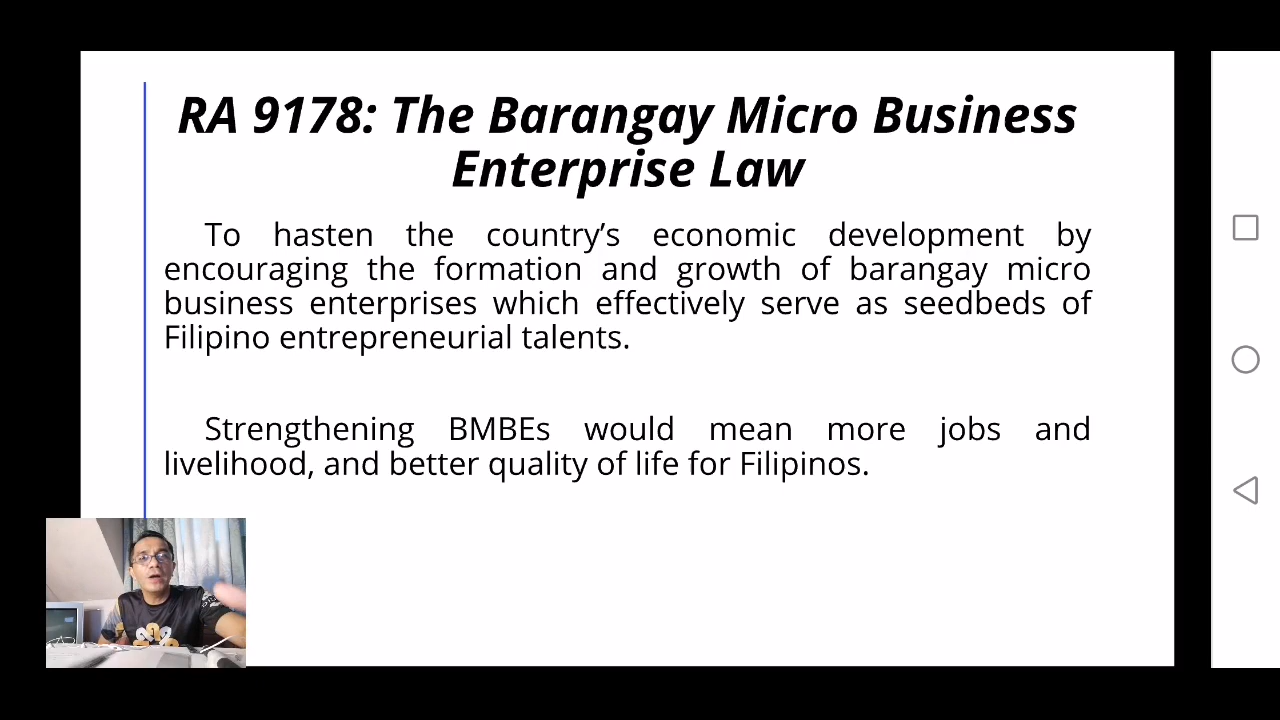 RA 9178: The Barangay Micro Business
Enterprise Law
To hasten the country’s economic development by
encouraging the formation and growth of barangay micro
business enterprises which effectively serve as seedbeds of
Filipino entrepreneurial talents.
Strengthening BMBEs would mean more jobs and
livelihood, and better quality of life for Filipinos.